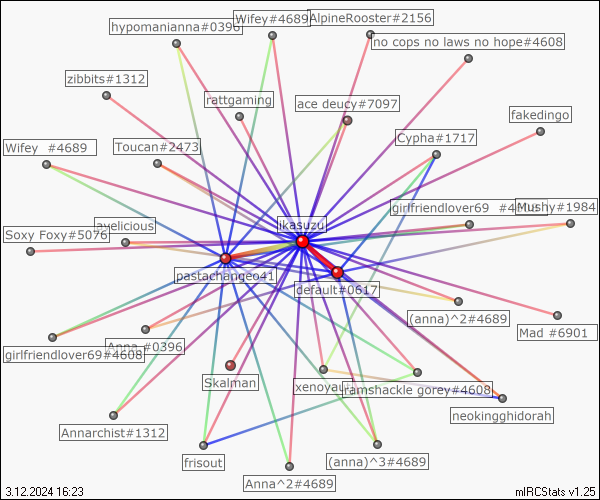 Wifey#4689
AlpineRooster#2156
hypomanianna#0396
no cops no laws no hope#4608
zibbits#1312
rattgaming
ace deucy#7097
fakedingo
Toucan#2473
Cypha#1717
Wifey  #4689
girlfriendlover69
Mushy#1984
ikasuzu
Soxy Foxy#5076
pastachangeo41
default#0617
(anna)^2#4689
Mad #6901
Anna #0396
girlfriendlover69#4608
Skalman
ramshackle gorey#4608
neokingghidorah
Annarchist#1312
frisout
(anna)^3#4689
Anna^2#4689
3.12.2024 16:23
mIRCStats v1.25